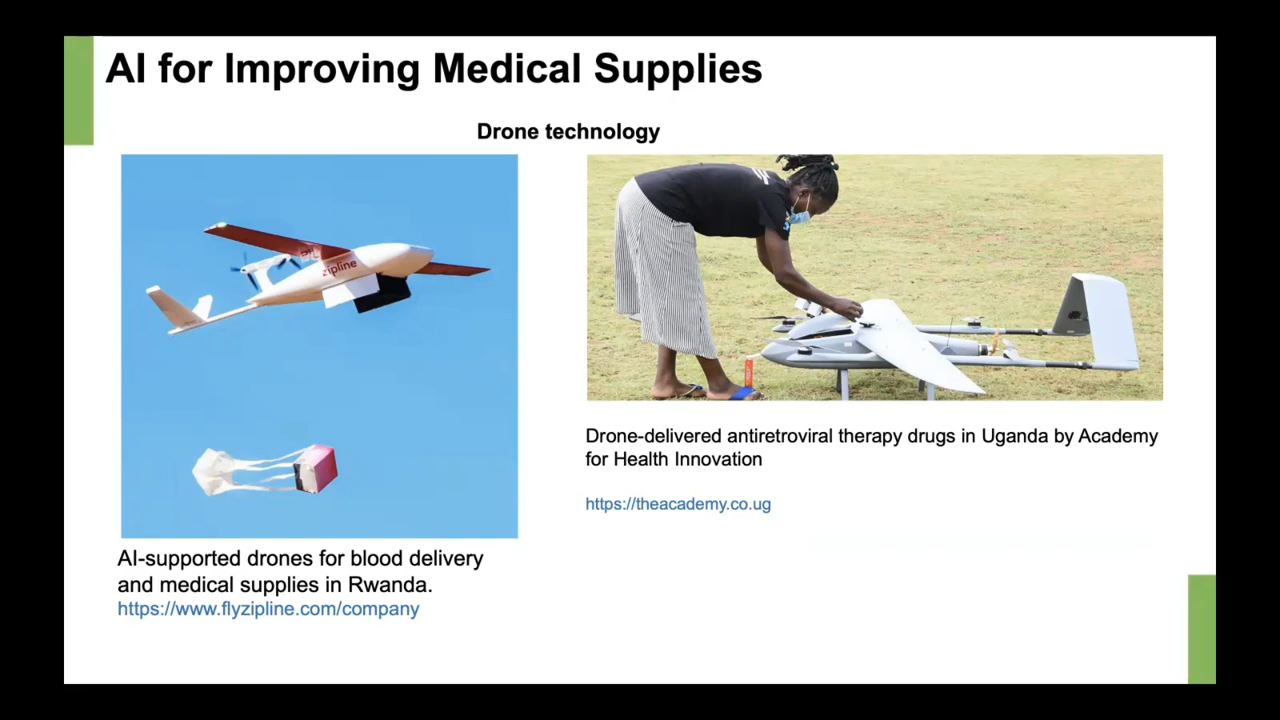 AI for Improving Medical Supplies
Drone technology
zipline
AI-supported drones for blood delivery
and medical supplies in Rwanda.
https://www.flyzipline.com/company
Drone-delivered antiretroviral therapy drugs in Uganda by Academy
for Health Innovation
https://theacademy.co.ug